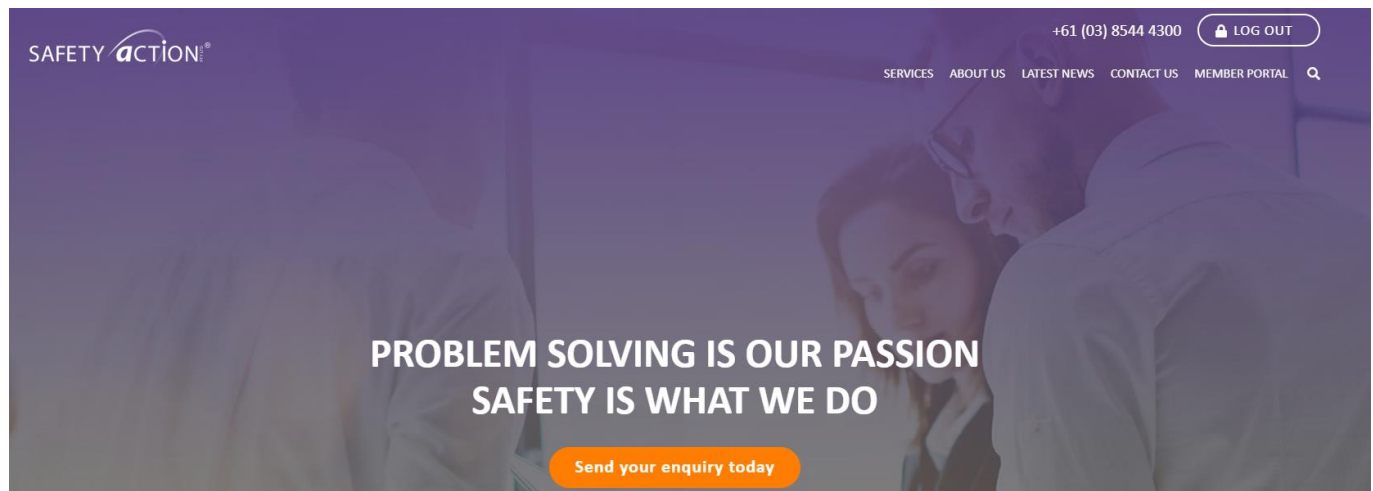 +61 (03) 8544 4300
LOG OUT
SAFETY aCTION
SERVICES ABOUT US LATEST NEWS CONTACT US MEMBER PORTAL
PROBLEM SOLVING IS OUR PASSION
SAFETY IS WHAT WE DO
Send your enquiry today